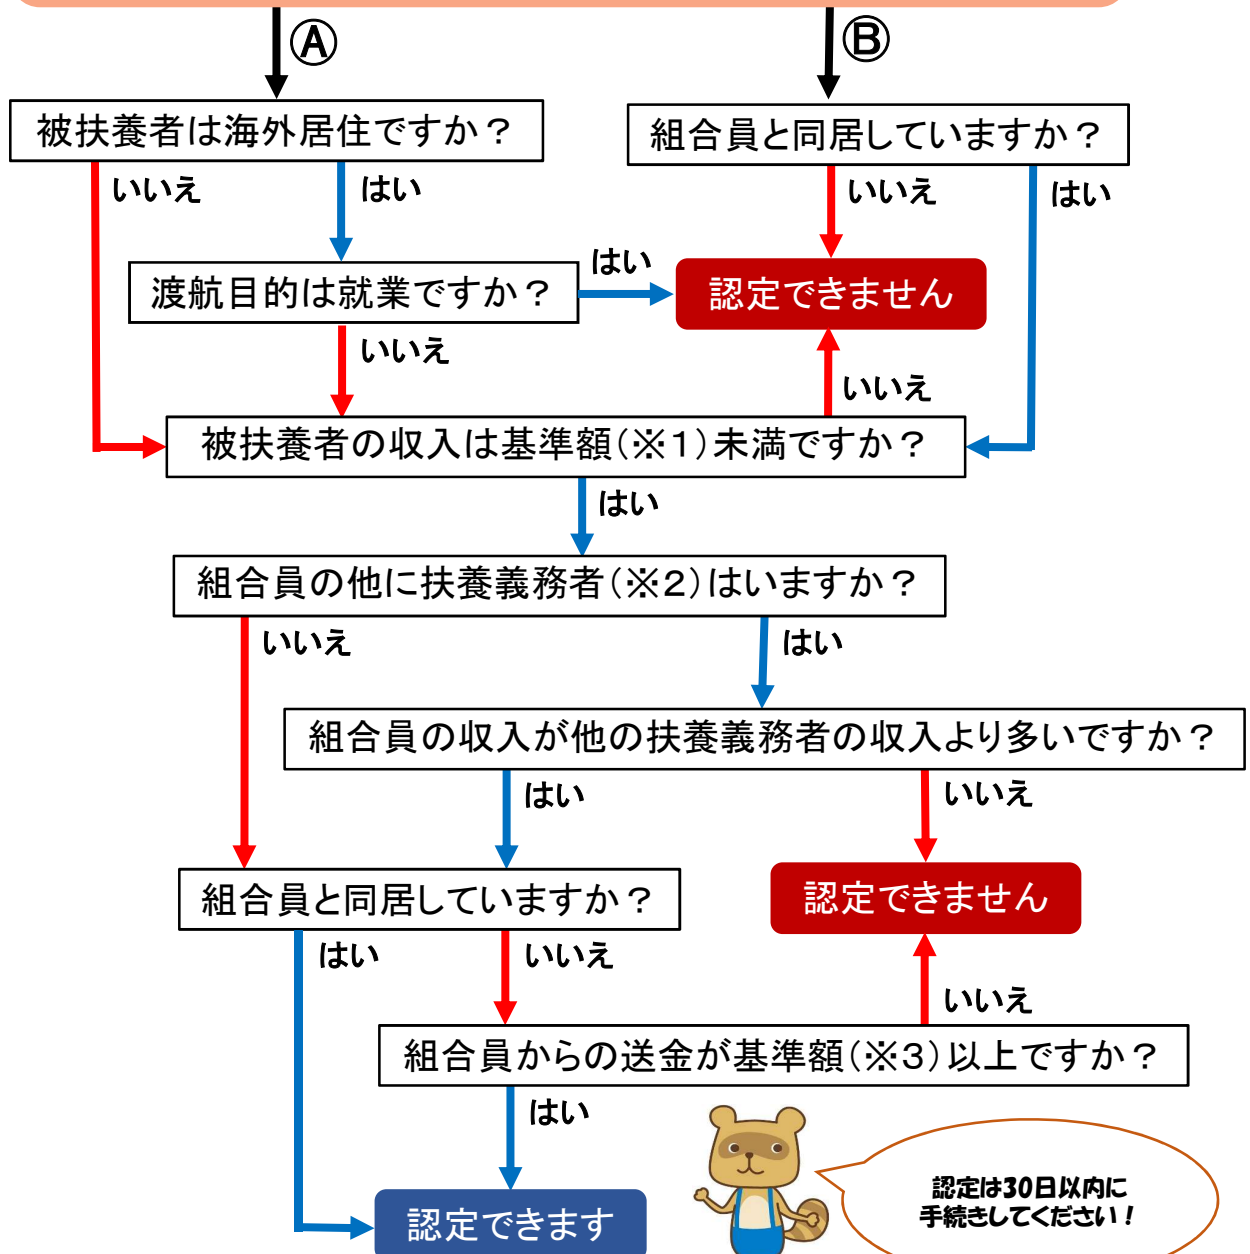 Ⓐ
Ⓑ
被扶養者は海外居住ですか？
組合員と同居していますか？
いいえ
はい
いいえ
はい
渡航目的は就業ですか？
はい
認定できません
いいえ
いいえ
被扶養者の収入は基準額（※１）未満ですか？
はい
組合員の他に扶養義務者（※２）はいますか？
いいえ
はい
組合員の収入が他の扶養義務者の収入より多いですか？
はい
いいえ
組合員と同居していますか？
認定できません
はい
いいえ
いいえ
組合員からの送金が基準額（※３）以上ですか？
はい
認定できます
認定は30日以内に
手続きしてください！